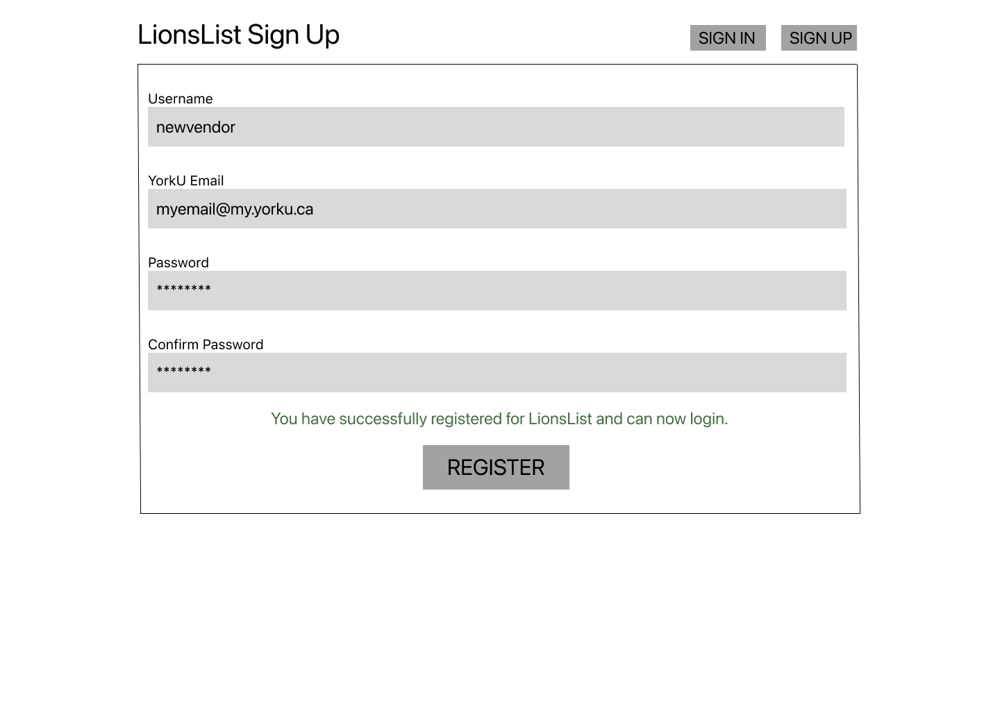 LionsList Sign Up
SIGN IN
SIGN UP
Username
newvendor
YorkU Email
myemail@my.yorku.ca
Password
********
Confirm Password
********
You have successfully registered for LionsList and can now login.
REGISTER